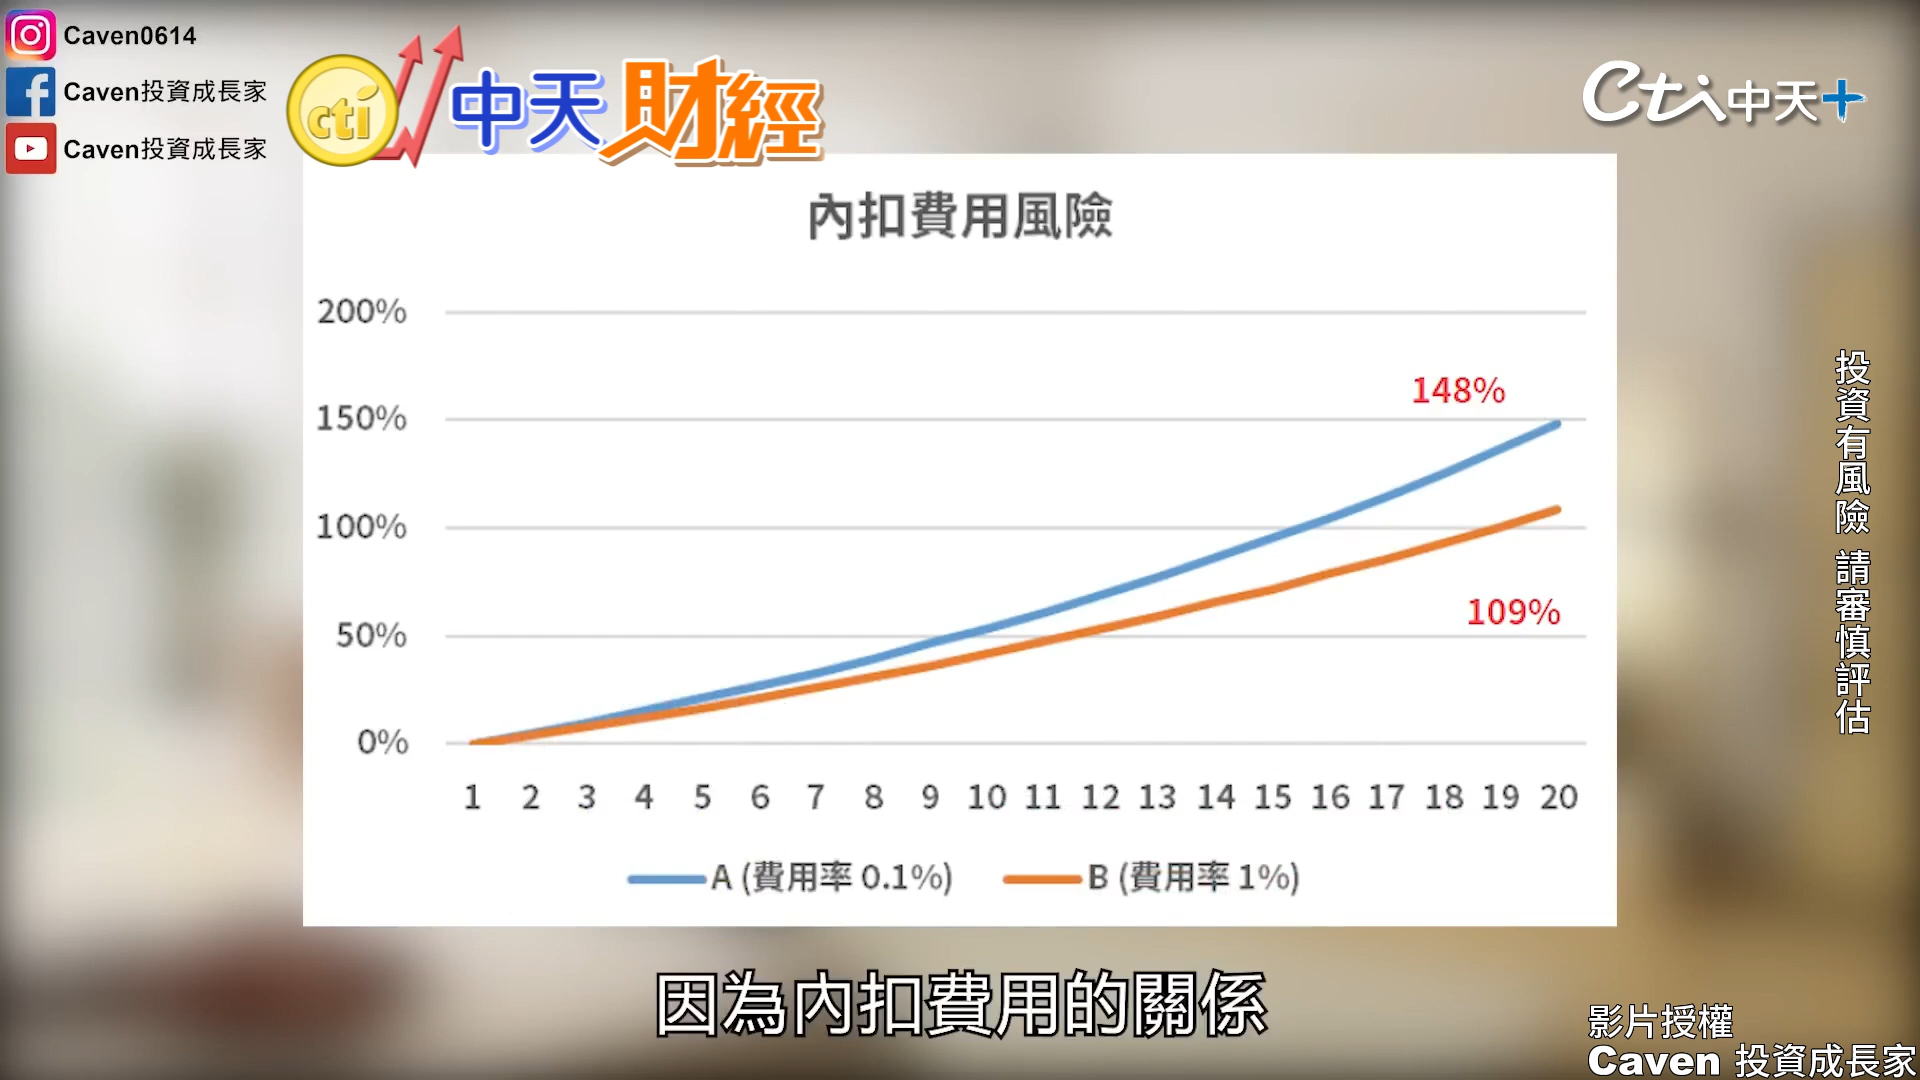 Caven0614
Caven投資成長家
Caven投資成長家
cti
中天財經
Cti中天+
內扣費用風險
200%
150%
100%
50%
0%
148%
109%
1 2 3 4 5 6 7 8 9 10 11 12 13 14 15 16 17 18 19 20
A (費用率 0.1%)
B (費用率 1%)
投資有風險 請審慎評估
因為內扣費用的關係
影片授權
Caven 投資成長家